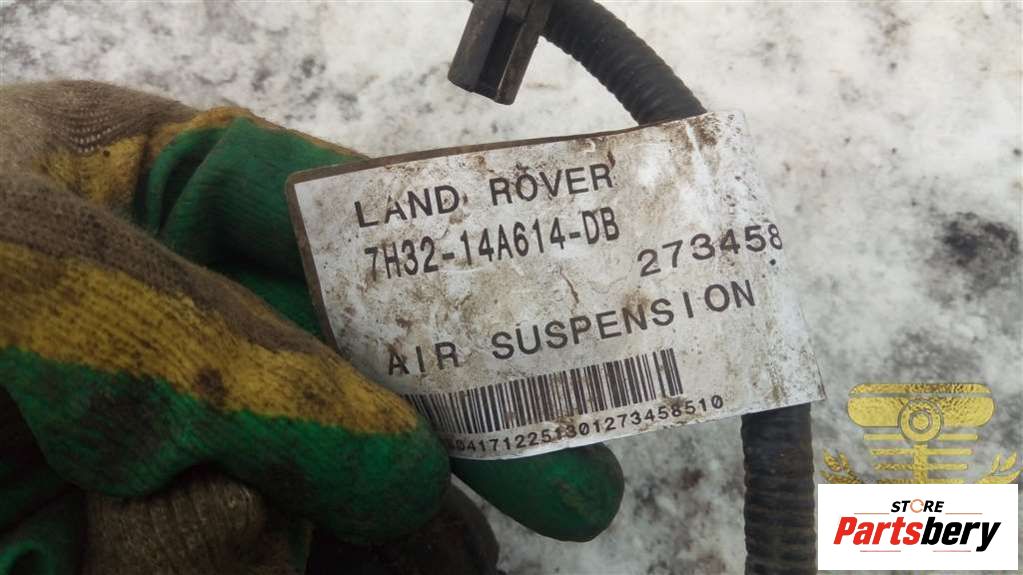 LAND ROVER
7H32-14A614-DB
273458
AIR SUSPENSION
STORE
Partsbery